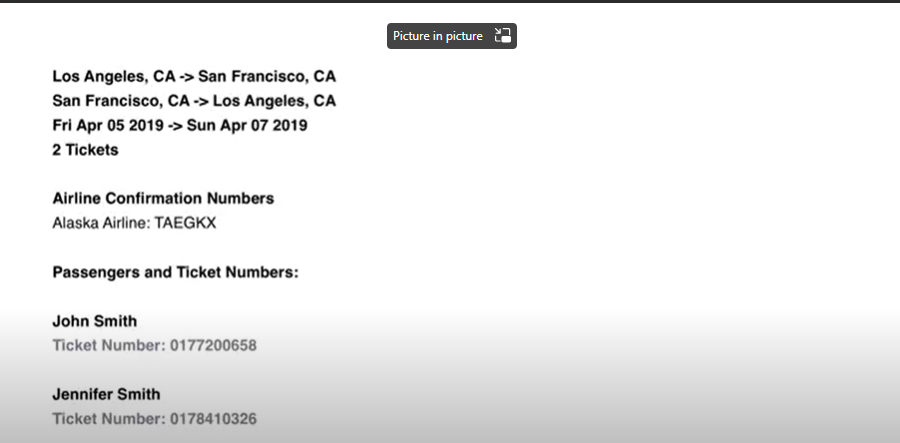 Picture in picture
Los Angeles, CA -> San Francisco, CA
San Francisco, CA -> Los Angeles, CA
Fri Apr 05 2019 -> Sun Apr 07 2019
2 Tickets
Airline Confirmation Numbers
Alaska Airline: TAEGKX
Passengers and Ticket Numbers:
John Smith
Ticket Number: 0177200658
Jennifer Smith
Ticket Number: 0178410326